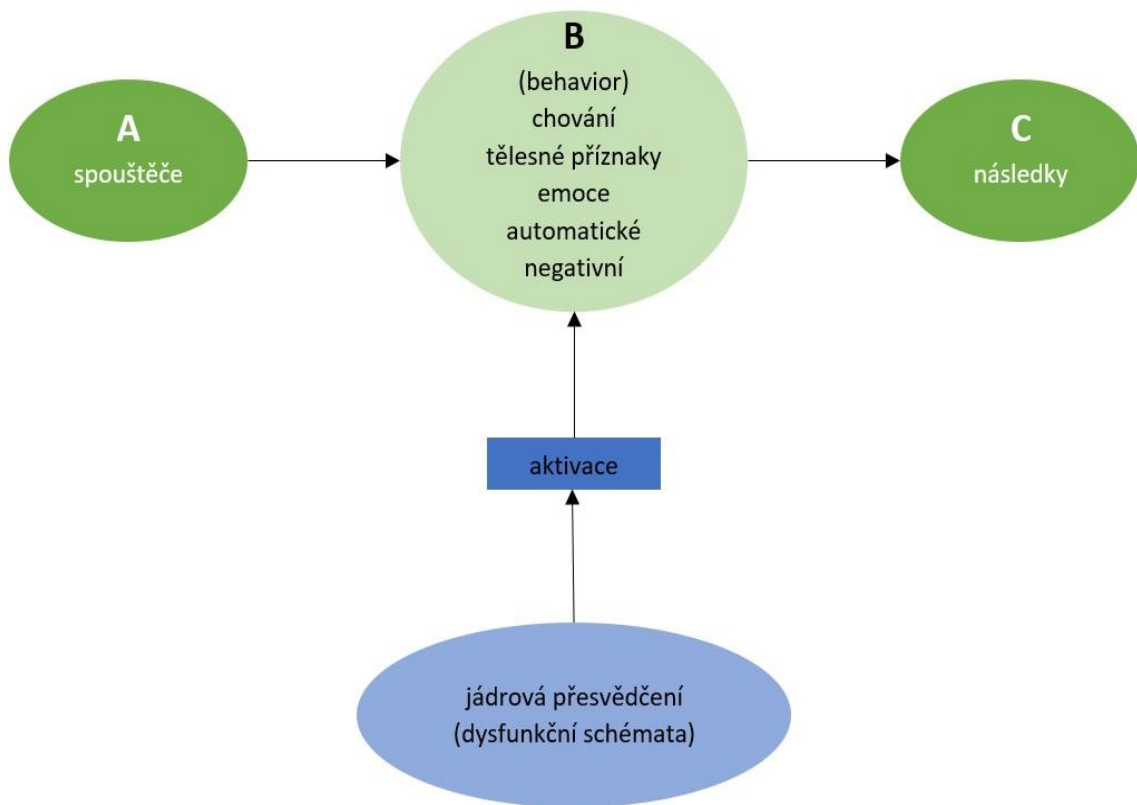 A
spouštěče
B
(behavior)
chování
tělesné příznaky
emoce
automatické
negativní
C
následky
aktivace
jádrová přesvědčení
(dysfunkční schémata)